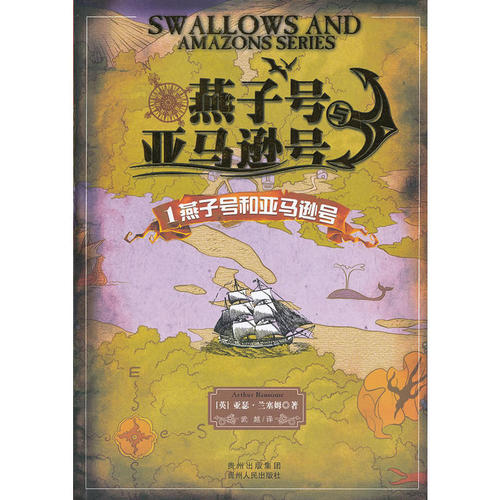 SWALLOWS AND
AMAZONS SERIES
燕子号与
亚马逊号
1燕子号和亚马逊号
E
S
Arthur Ransome
[英]亚瑟·兰塞姆◎著
武 越/译
贵州出版集团
贵州人民出版社